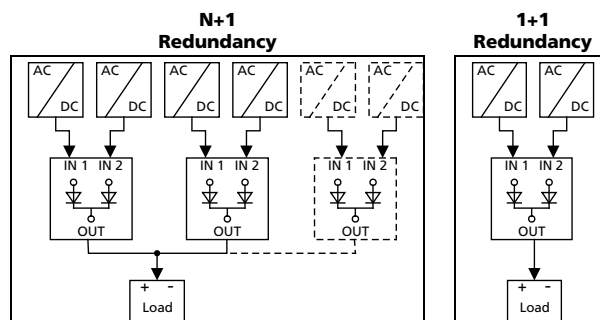 N+1
Redundancy
AC DC AC DC AC DC AC DC AC DC AC DC
IN 1 IN 2 IN 1 IN 2 IN 1 IN 2
OUT OUT OUT
+ -
Load
1+1
Redundancy
AC DC AC DC
IN 1 IN 2
OUT
+ -
Load